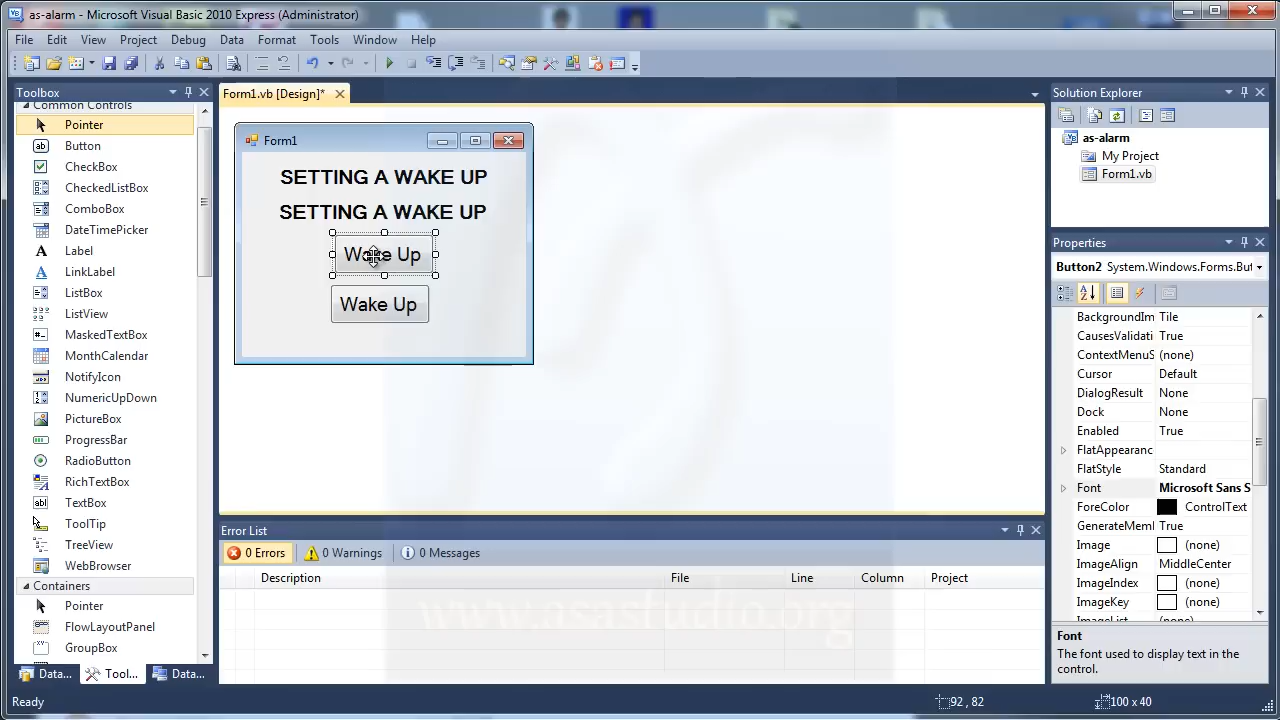 as-alarm - Microsoft Visual Basic 2010 Express (Administrator)
File Edit View Project Debug Data Format Tools Window Help
Toolbox
Common Controls
Pointer
Button
CheckBox
CheckedListBox
ComboBox
DateTimePicker
Label
LinkLabel
ListBox
ListView
MaskedTextBox
MonthCalendar
NotifyIcon
NumericUpDown
PictureBox
ProgressBar
RadioButton
RichTextBox
TextBox
ToolTip
TreeView
WebBrowser
Containers
Pointer
FlowLayoutPanel
GroupBox
Data... Tool... Data...
Form1.vb [Design]*
Form1
SETTING A WAKE UP
SETTING A WAKE UP
Wake Up
Wake Up
Error List
0 Errors 0 Warnings 0 Messages
Description File Line Column Project
www.asastudio.org
Solution Explorer
as-alarm
My Project
Form1.vb
Properties
Button2 System.Windows.Forms.But
BackgroundIm Tile
CausesValidati True
ContextMenuS (none)
Cursor Default
DialogResult None
Dock None
Enabled True
FlatAppearanc
FlatStyle Standard
Font Microsoft Sans S
ForeColor ControlText
GenerateMeml True
Image (none)
ImageAlign MiddleCenter
ImageIndex (none)
ImageKey (none)
Font
The font used to display text in the
control.
Ready 92 , 82 100 x 40